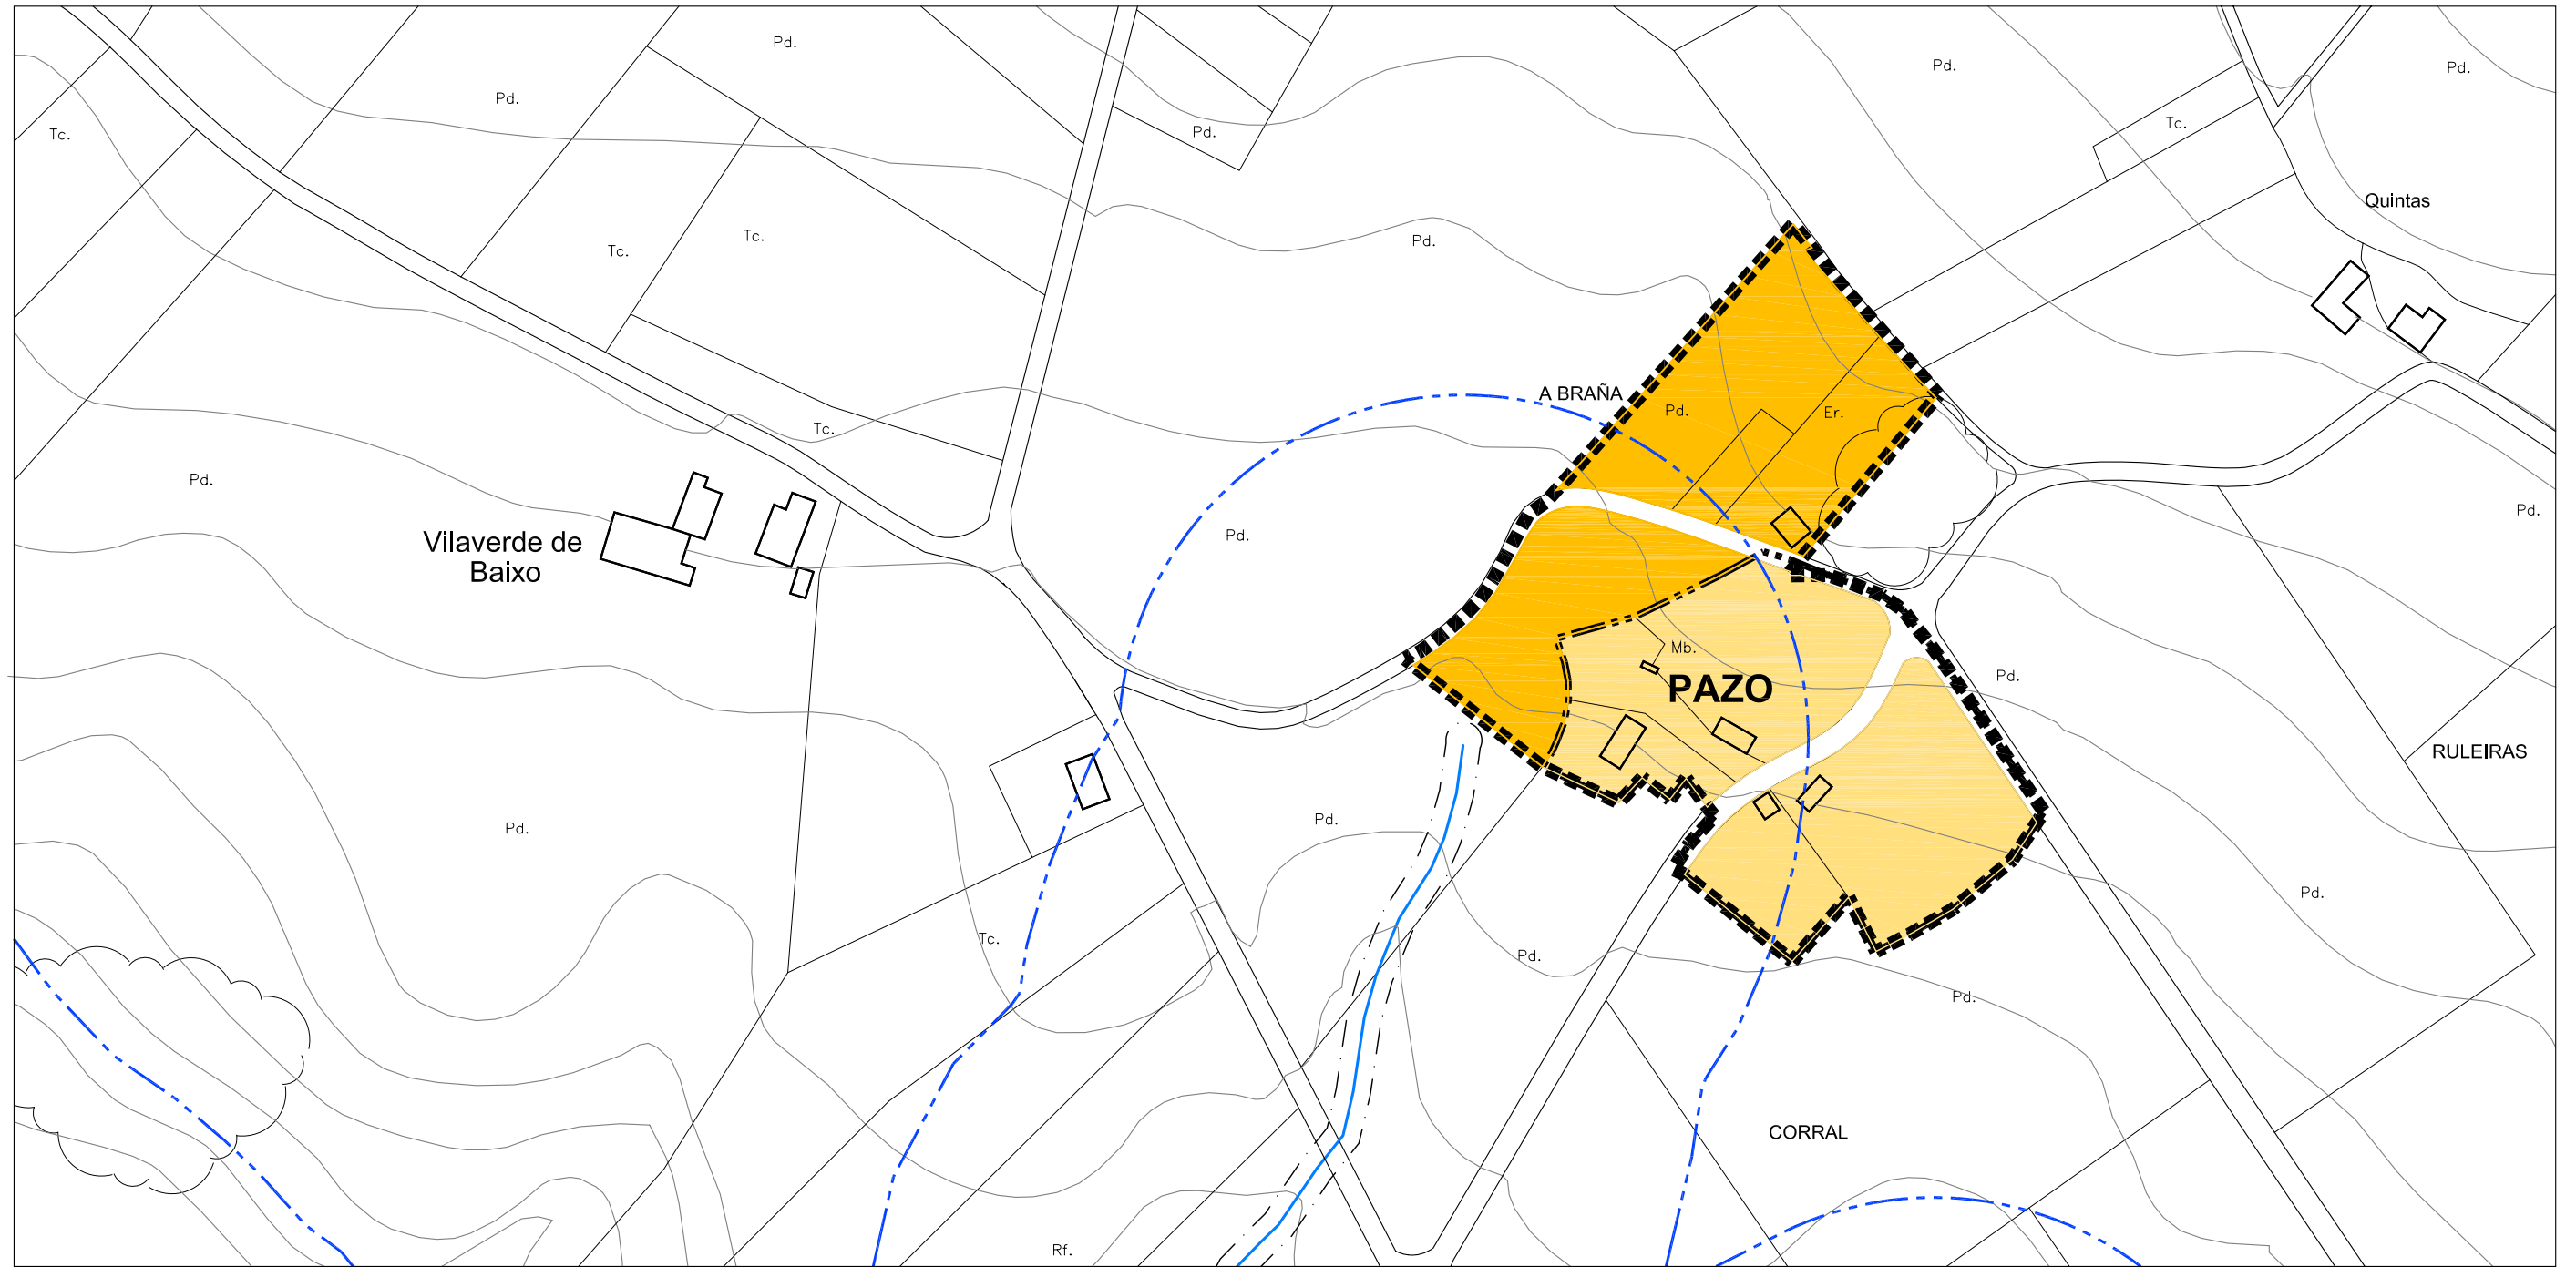 Pd.
Pd.
Pd.
Pd.
Tc.
Pd.
Tc.
Pd.
Quintas
Tc.
Tc.
Pd.
A BRAÑA
Pd.
Er.
Tc.
Pd.
Pd.
Pd.
Vilaverde de
Baixo
Mb.
PAZO
Pd.
RULEIRAS
Pd.
Pd.
Pd.
Tc.
Pd.
Pd.
CORRAL
Rf.